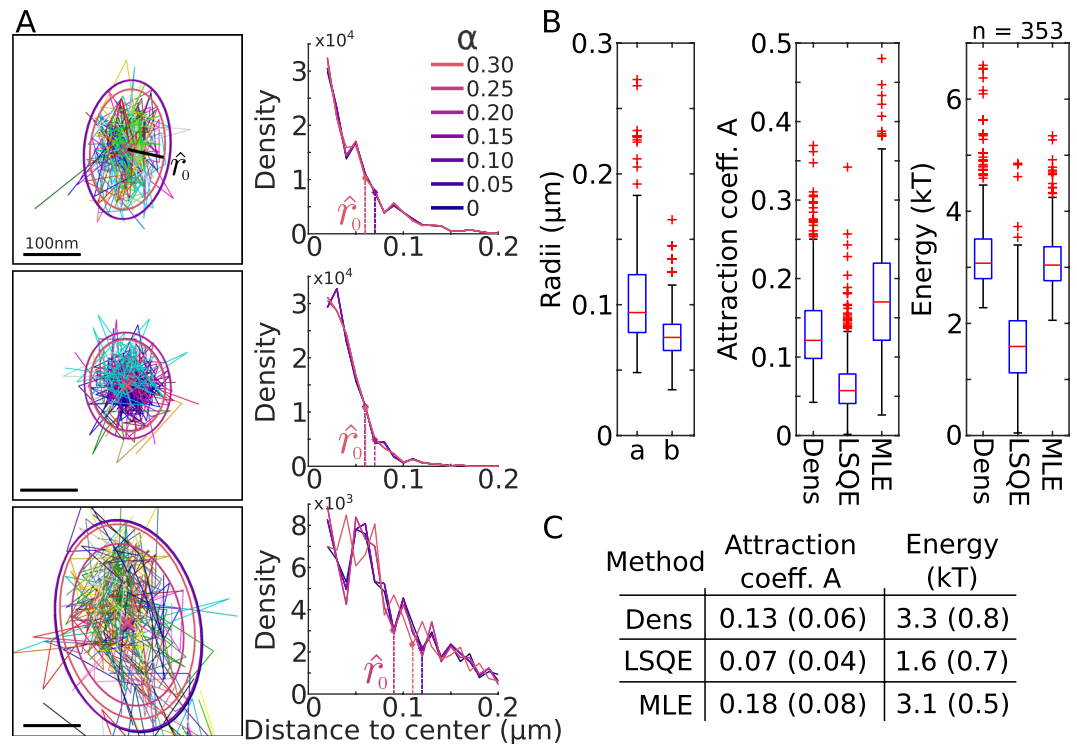 A
r̂0
100nm
x10^4
3
2
1
0
0
0.1
0.2
Density
α
0.30
0.25
0.20
0.15
0.10
0.05
0
r̂0
x10^4
3
2
1
0
0
0.1
0.2
Density
r̂0
x10^3
8
6
4
2
0
0
0.1
0.2
Density
r̂0
Distance to center (μm)
B
0.3
0.2
0.1
0
Radii (μm)
a
b
0.5
0.4
0.3
0.2
0.1
0
Attraction coeff. A
Dens
LSQE
MLE
n = 353
6
4
2
0
Energy (kT)
Dens
LSQE
MLE
C
Method Attraction coeff. A Energy (kT)
Dens 0.13 (0.06) 3.3 (0.8)
LSQE 0.07 (0.04) 1.6 (0.7)
MLE 0.18 (0.08) 3.1 (0.5)